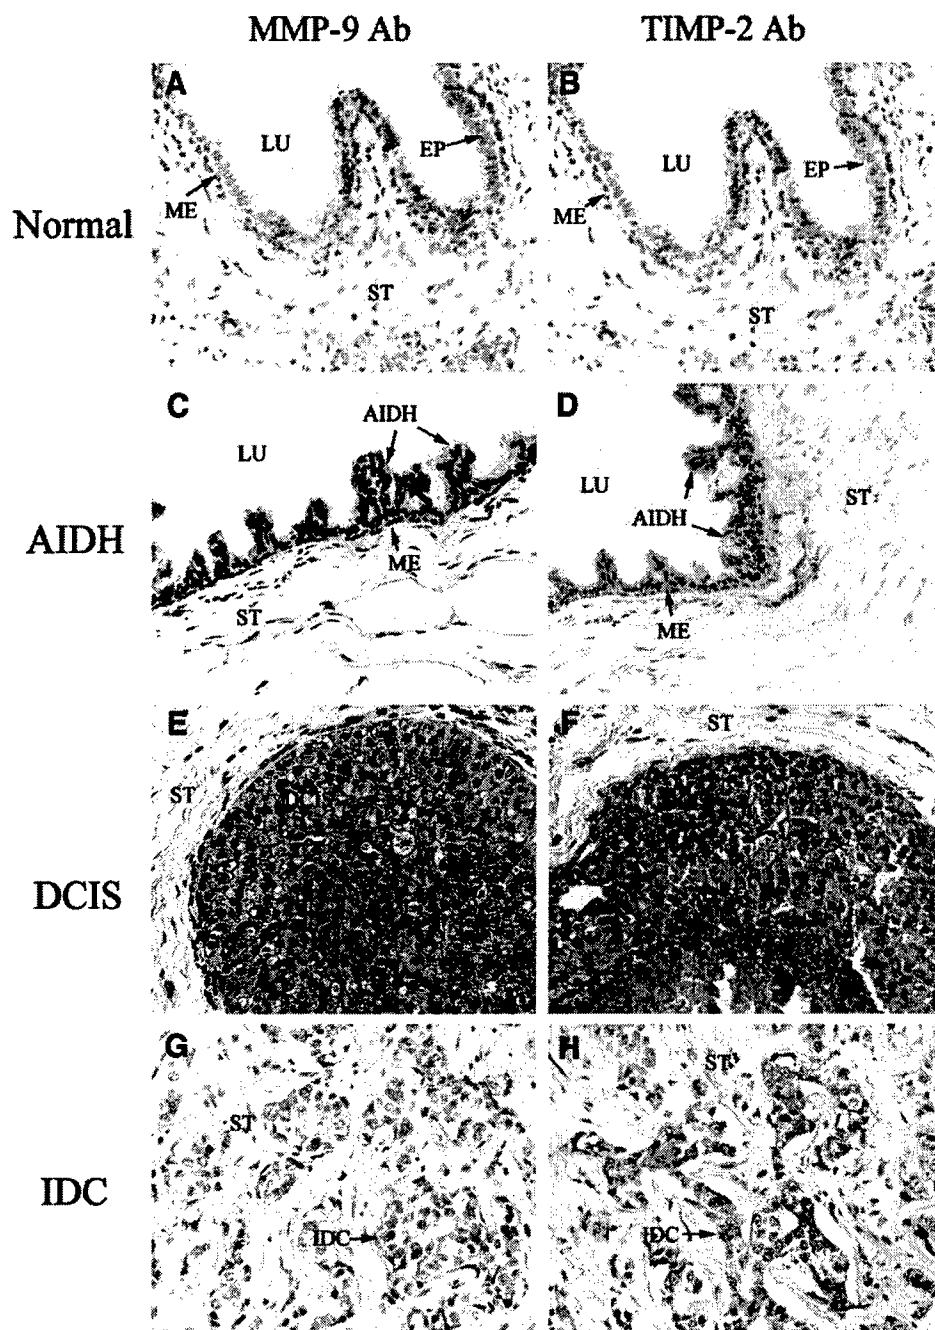 MMP-9 Ab TIMP-2 Ab
Normal
A
LU
EP
ME
ST
B
LU
EP
ME
ST
AIDH
C
AIDH
LU
ME
ST
D
LU
ST
AIDH
ME
DCIS
E
ST
F
ST
IDC
G
ST
IDC
H
ST
IDC